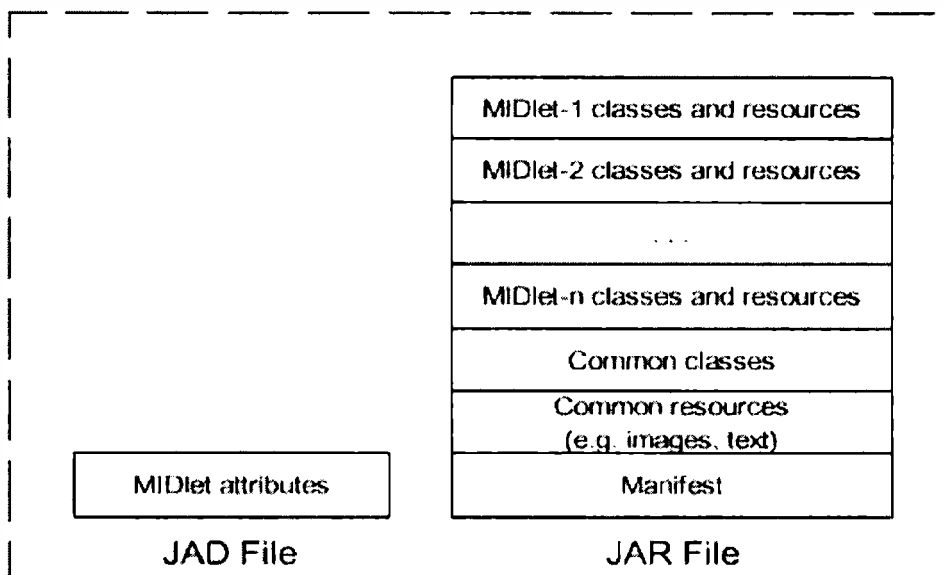 MIDlet-1 classes and resources
MIDlet-2 classes and resources
. . .
MIDlet-n classes and resources
Common classes
Common resources
(e.g. images, text)
MIDlet attributes
Manifest
JAD File
JAR File